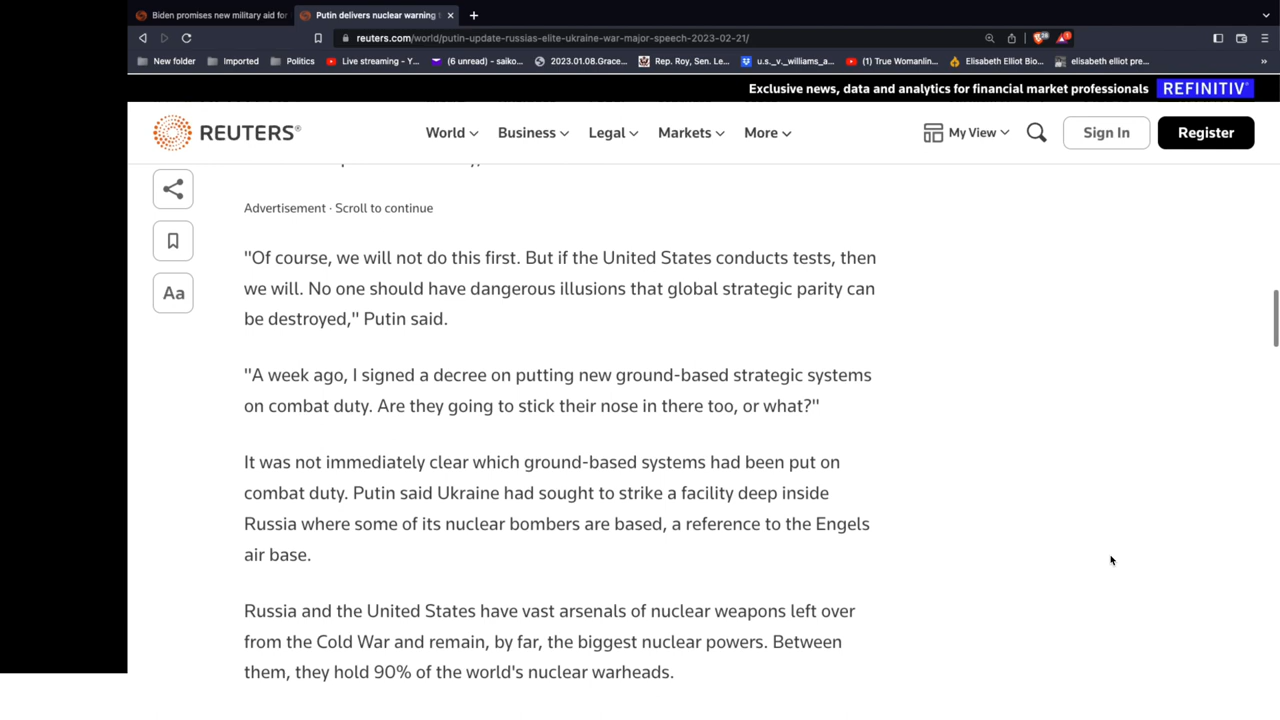 Biden promises new military aid for
Putin delivers nuclear warning
reuters.com/world/putin-update-russias-elite-ukraine-war-major-speech-2023-02-21/
New folder
Imported
Politics
Live streaming - Y...
(6 unread) - saiko...
2023.01.08.Grace...
Rep. Roy, Sen. Le...
u.s._v._williams_a...
(1) True Womanlin...
Elisabeth Elliot Bio...
elisabeth elliot pre...
Exclusive news, data and analytics for financial market professionals REFINITIV
REUTERS®
World
Business
Legal
Markets
More
My View
Sign In
Register
Advertisement · Scroll to continue
Aa
"Of course, we will not do this first. But if the United States conducts tests, then
we will. No one should have dangerous illusions that global strategic parity can
be destroyed," Putin said.
"A week ago, I signed a decree on putting new ground-based strategic systems
on combat duty. Are they going to stick their nose in there too, or what?"
It was not immediately clear which ground-based systems had been put on
combat duty. Putin said Ukraine had sought to strike a facility deep inside
Russia where some of its nuclear bombers are based, a reference to the Engels
air base.
Russia and the United States have vast arsenals of nuclear weapons left over
from the Cold War and remain, by far, the biggest nuclear powers. Between
them, they hold 90% of the world's nuclear warheads.